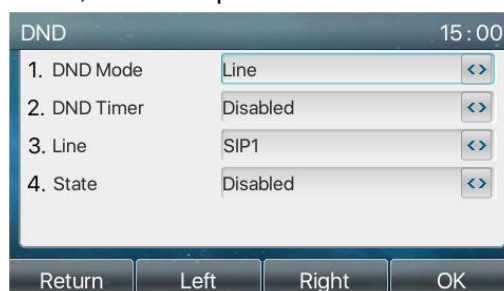 DND 15:00
1. DND Mode Line
2. DND Timer Disabled
3. Line SIP1
4. State Disabled
Return Left Right OK